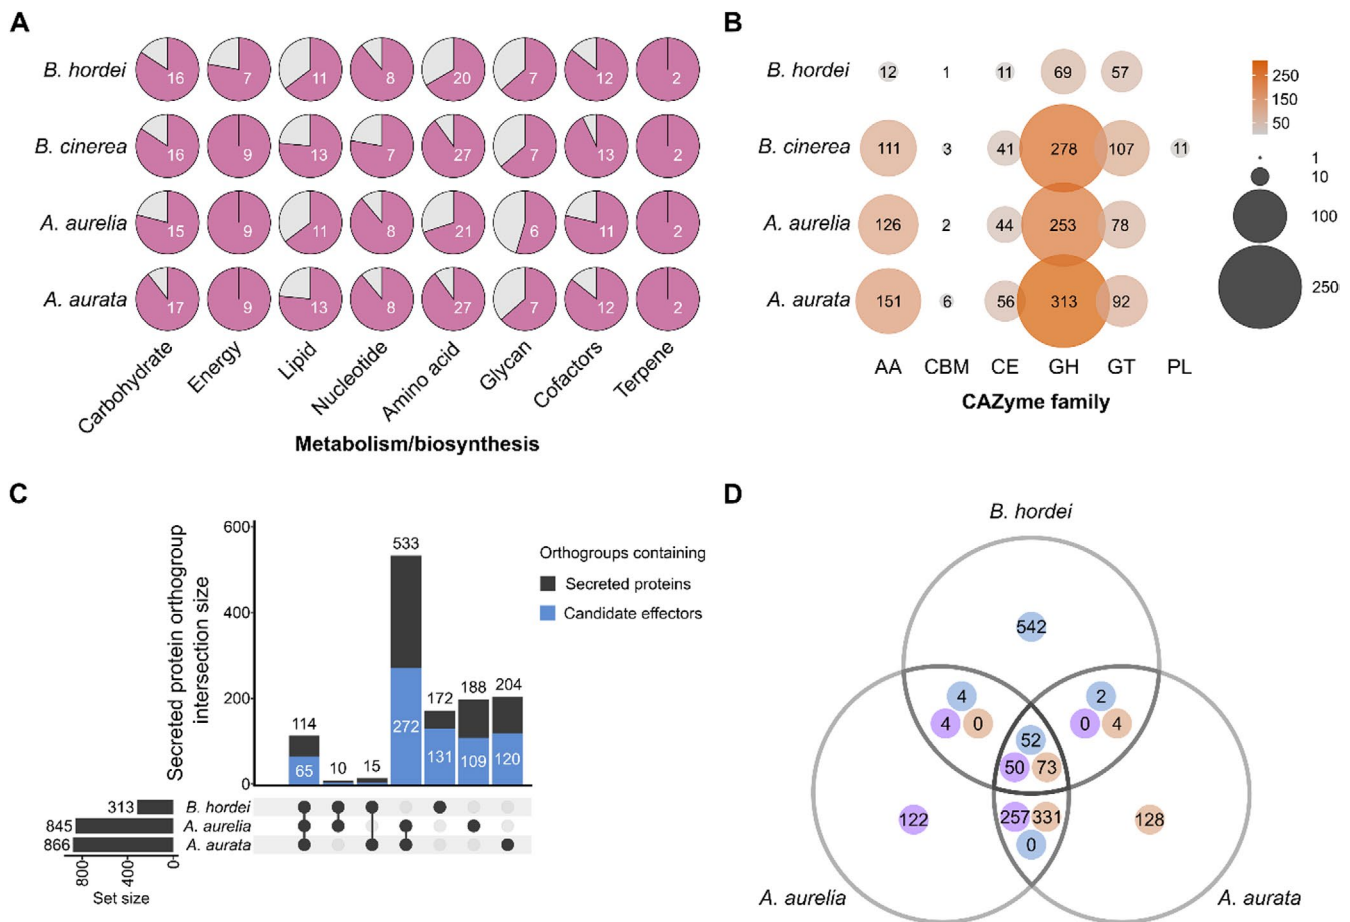 A
B. hordei 16 7 11 8 20 7 12 2
B. cinerea 16 9 13 7 27 7 13 2
A. aurelia 15 9 11 8 21 6 11 2
A. aurata 17 9 13 8 27 7 12 2
Carbohydrate Energy Lipid Nucleotide Amino acid Glycan Cofactors Terpene
Metabolism/biosynthesis
B
B. hordei 12 1 11 69 57
B. cinerea 111 3 41 278 107 11
A. aurelia 126 2 44 253 78
A. aurata 151 6 56 313 92
AA CBM CE GH GT PL
CAZyme family
250
150
50
1
10
100
250
C
Secreted protein orthogroup
intersection size
600
400
200
0
114 10 15 533 172 188 204
65 272 131 109 120
Orthogroups containing
Secreted proteins
Candidate effectors
313 B. hordei
845 A. aurelia
866 A. aurata
800 400 0
Set size
D
B. hordei
542
4 2
4 0 0 4
52
50 73
122 257 331 128
0
A. aurelia A. aurata